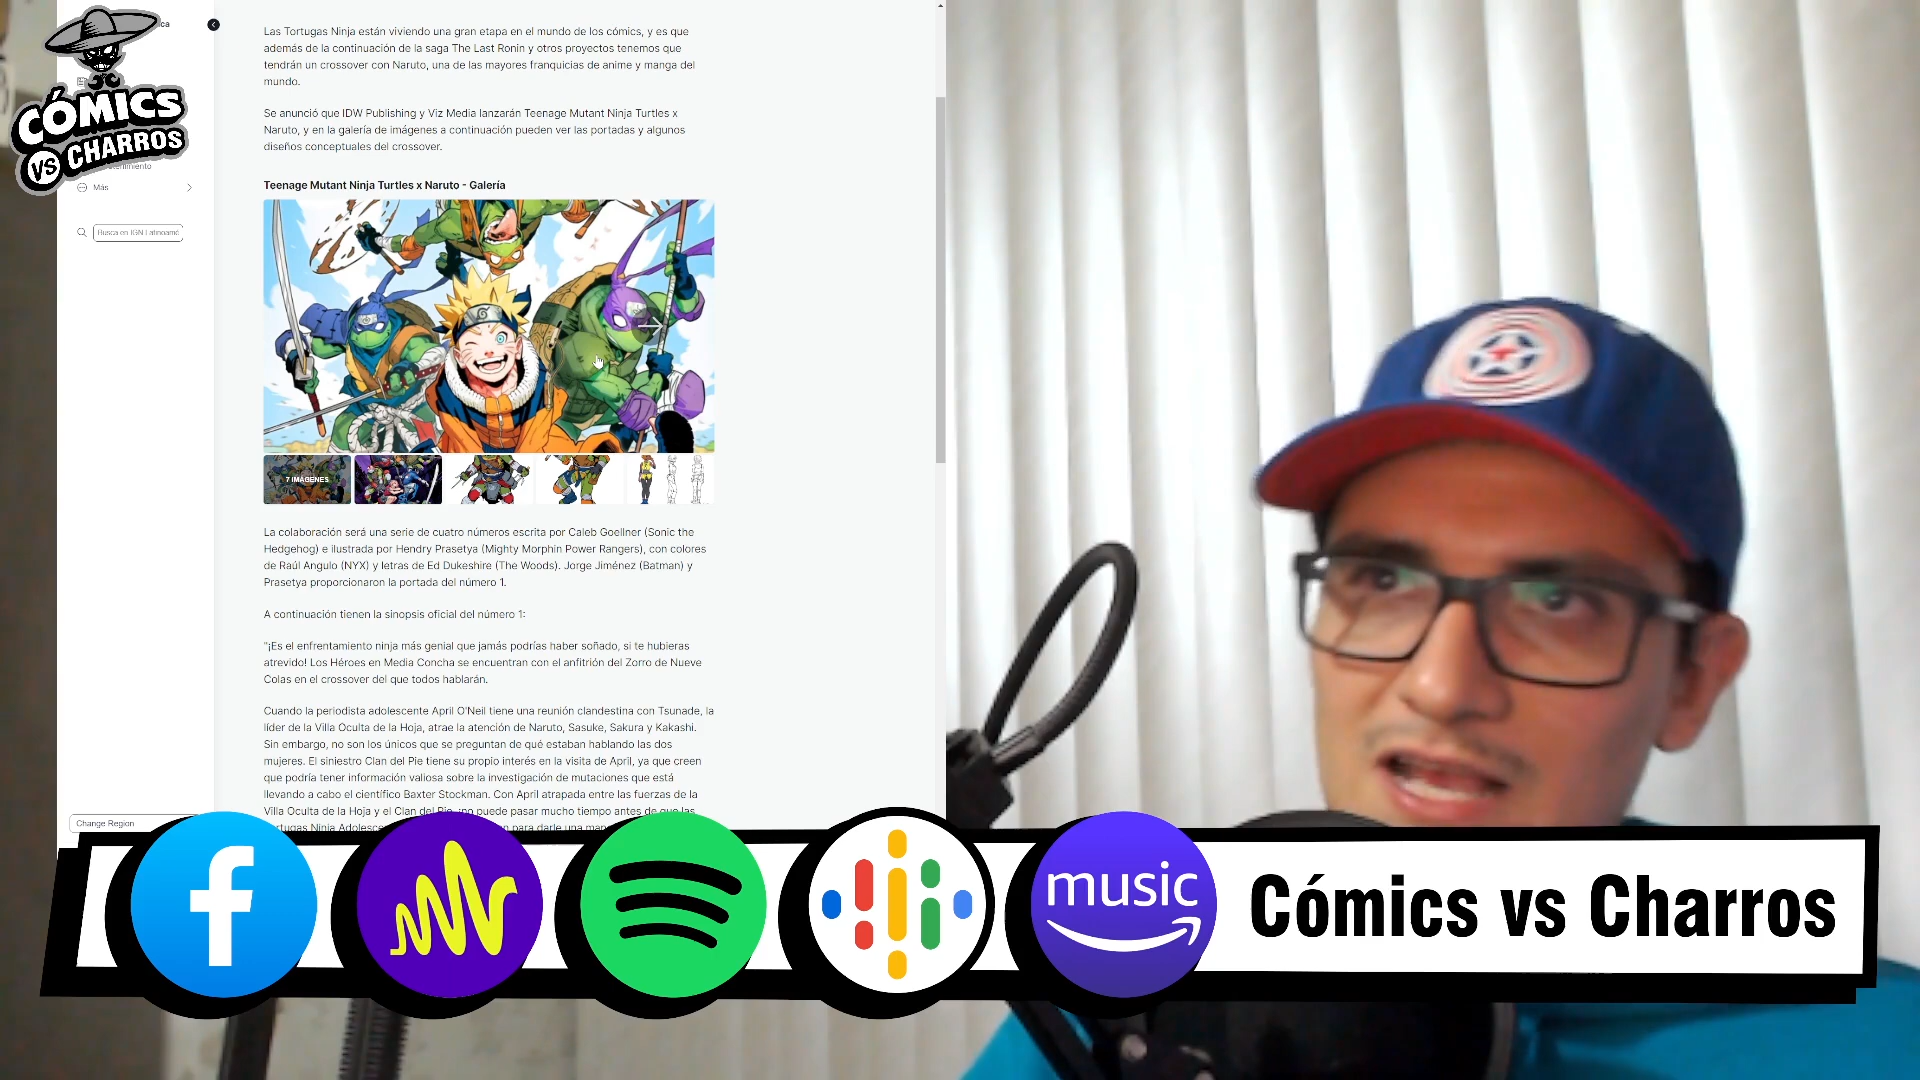 CÓMICS
VS CHARROS
Más
Busca en IGN Latinoamé
Change Region
Las Tortugas Ninja están viviendo una gran etapa en el mundo de los cómics, y es que
además de la continuación de la saga The Last Ronin y otros proyectos tenemos que
tendrán un crossover con Naruto, una de las mayores franquicias de anime y manga del
mundo.
Se anunció que IDW Publishing y Viz Media lanzarán Teenage Mutant Ninja Turtles x
Naruto, y en la galería de imágenes a continuación pueden ver las portadas y algunos
diseños conceptuales del crossover.
Teenage Mutant Ninja Turtles x Naruto - Galería
7 IMÁGENES
La colaboración será una serie de cuatro números escrita por Caleb Goellner (Sonic the
Hedgehog) e ilustrada por Hendry Prasetya (Mighty Morphin Power Rangers), con colores
de Raúl Angulo (NYX) y letras de Ed Dukeshire (The Woods). Jorge Jiménez (Batman) y
Prasetya proporcionaron la portada del número 1.
A continuación tienen la sinopsis oficial del número 1:
"¡Es el enfrentamiento ninja más genial que jamás podrías haber soñado, si te hubieras
atrevido! Los Héroes en Media Concha se encuentran con el anfitrión del Zorro de Nueve
Colas en el crossover del que todos hablarán.
Cuando la periodista adolescente April O'Neil tiene una reunión clandestina con Tsunade, la
líder de la Villa Oculta de la Hoja, atrae la atención de Naruto, Sasuke, Sakura y Kakashi.
Sin embargo, no son los únicos que se preguntan de qué estaban hablando las dos
mujeres. El siniestro Clan del Pie tiene su propio interés en la visita de April, ya que creen
que podría tener información valiosa sobre la investigación de mutaciones que está
llevando a cabo el científico Baxter Stockman. Con April atrapada entre las fuerzas de la
Villa Oculta de la Hoja y el Clan del Pie, ¡no puede pasar mucho tiempo antes de que las
music
Cómics vs Charros